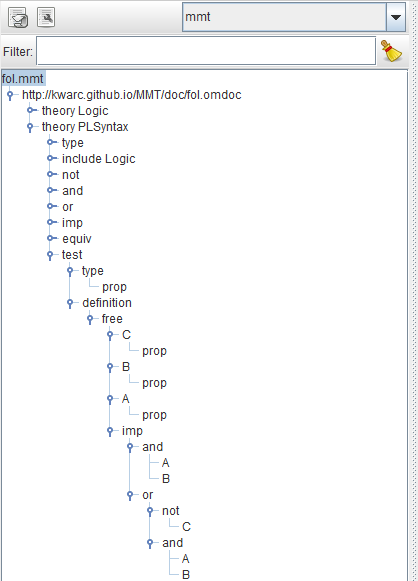 mmt
Filter:
fol.mmt
http://kwarc.github.io/MMT/doc/fol.omdoc
theory Logic
theory PLSyntax
type
include Logic
not
and
or
imp
equiv
test
type
prop
definition
free
C
prop
B
prop
A
prop
imp
and
A
B
or
not
C
and
A
B